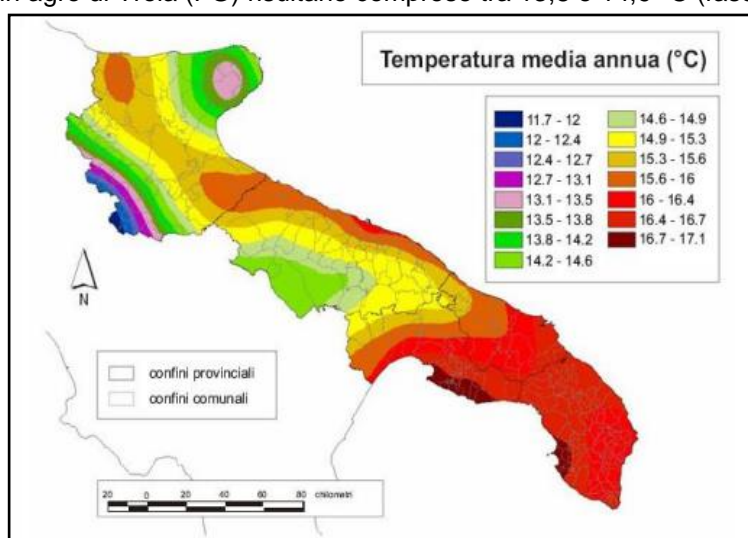 Temperatura media annua (°C)
11.7 - 12
12 - 12.4
12.4 - 12.7
12.7 - 13.1
13.1 - 13.5
13.5 - 13.8
13.8 - 14.2
14.2 - 14.6
14.6 - 14.9
14.9 - 15.3
15.3 - 15.6
15.6 - 16
16 - 16.4
16.4 - 16.7
16.7 - 17.1
N
confini provinciali
confini comunali
20 0 20 40 60 80 chilometri